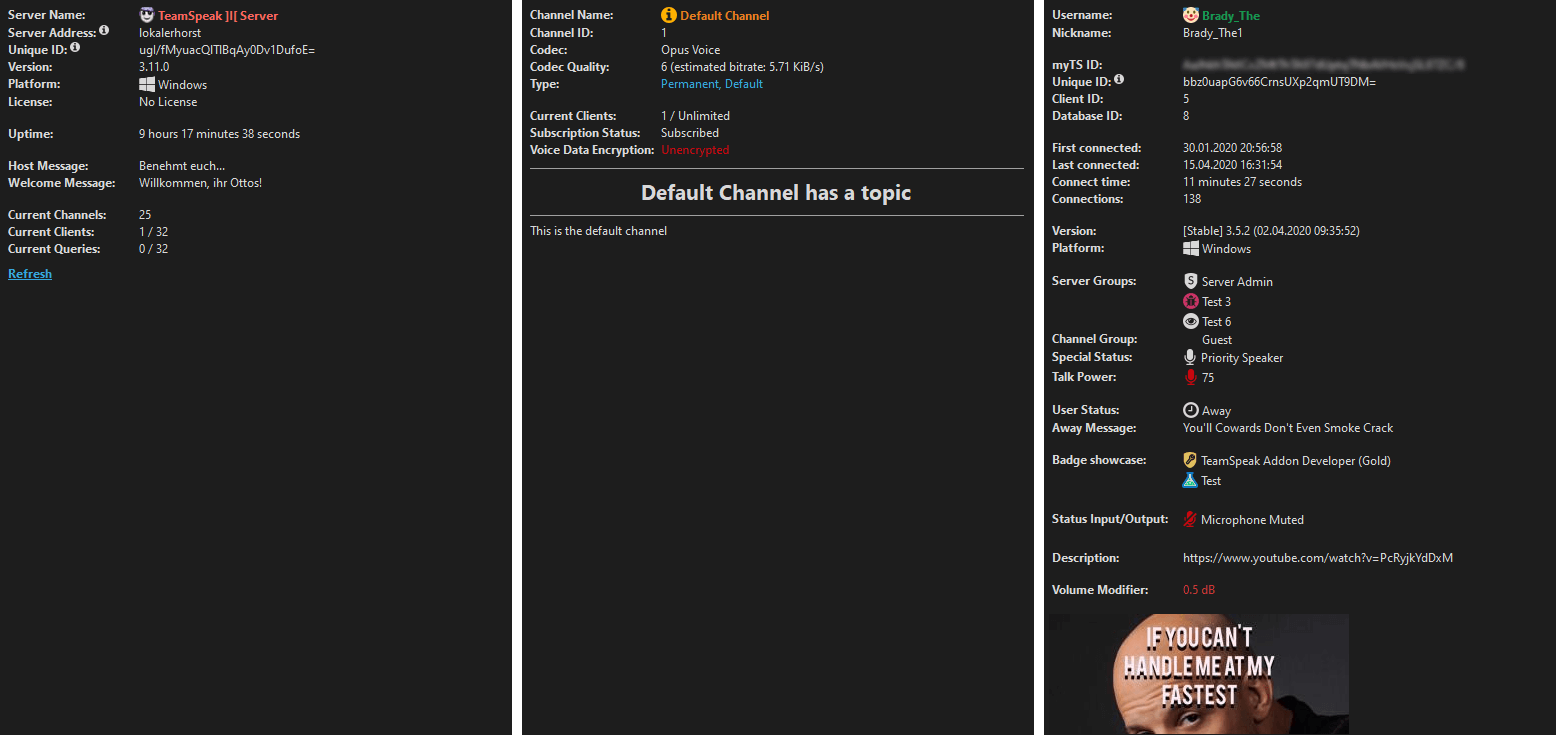 Server Name: TeamSpeak ]I[ Server
Server Address: lokalerhorst
Unique ID: ugl/fMyuacQITlBqAy0Dv1DufoE=
Version: 3.11.0
Platform: Windows
License: No License
Uptime: 9 hours 17 minutes 38 seconds
Host Message: Benehmt euch...
Welcome Message: Willkommen, ihr Ottos!
Current Channels: 25
Current Clients: 1 / 32
Current Queries: 0 / 32
Refresh
Channel Name: Default Channel
Channel ID: 1
Codec: Opus Voice
Codec Quality: 6 (estimated bitrate: 5.71 KiB/s)
Type: Permanent, Default
Current Clients: 1 / Unlimited
Subscription Status: Subscribed
Voice Data Encryption: Unencrypted
Default Channel has a topic
This is the default channel
Username: Brady_The
Nickname: Brady_The1
myTS ID:
Unique ID: bbz0uapG6v66CrnsUXp2qmUT9DM=
Client ID: 5
Database ID: 8
First connected: 30.01.2020 20:56:58
Last connected: 15.04.2020 16:31:54
Connect time: 11 minutes 27 seconds
Connections: 138
Version: [Stable] 3.5.2 (02.04.2020 09:35:52)
Platform: Windows
Server Groups: Server Admin
Test 3
Test 6
Channel Group: Guest
Special Status: Priority Speaker
Talk Power: 75
User Status: Away
Away Message: You'll Cowards Don't Even Smoke Crack
Badge showcase: TeamSpeak Addon Developer (Gold)
Test
Status Input/Output: Microphone Muted
Description: https://www.youtube.com/watch?v=PcRyjkYdDxM
Volume Modifier: 0.5 dB
IF YOU CAN'T
HANDLE ME AT MY
FASTEST